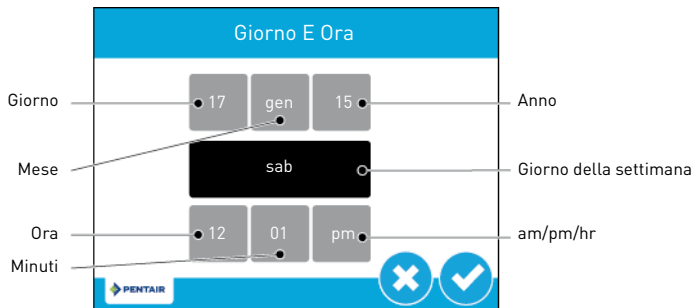 Giorno E Ora
Giorno 17 gen 15 Anno
Mese sab Giorno della settimana
Ora 12 01 pm am/pm/hr
Minuti
PENTAIR